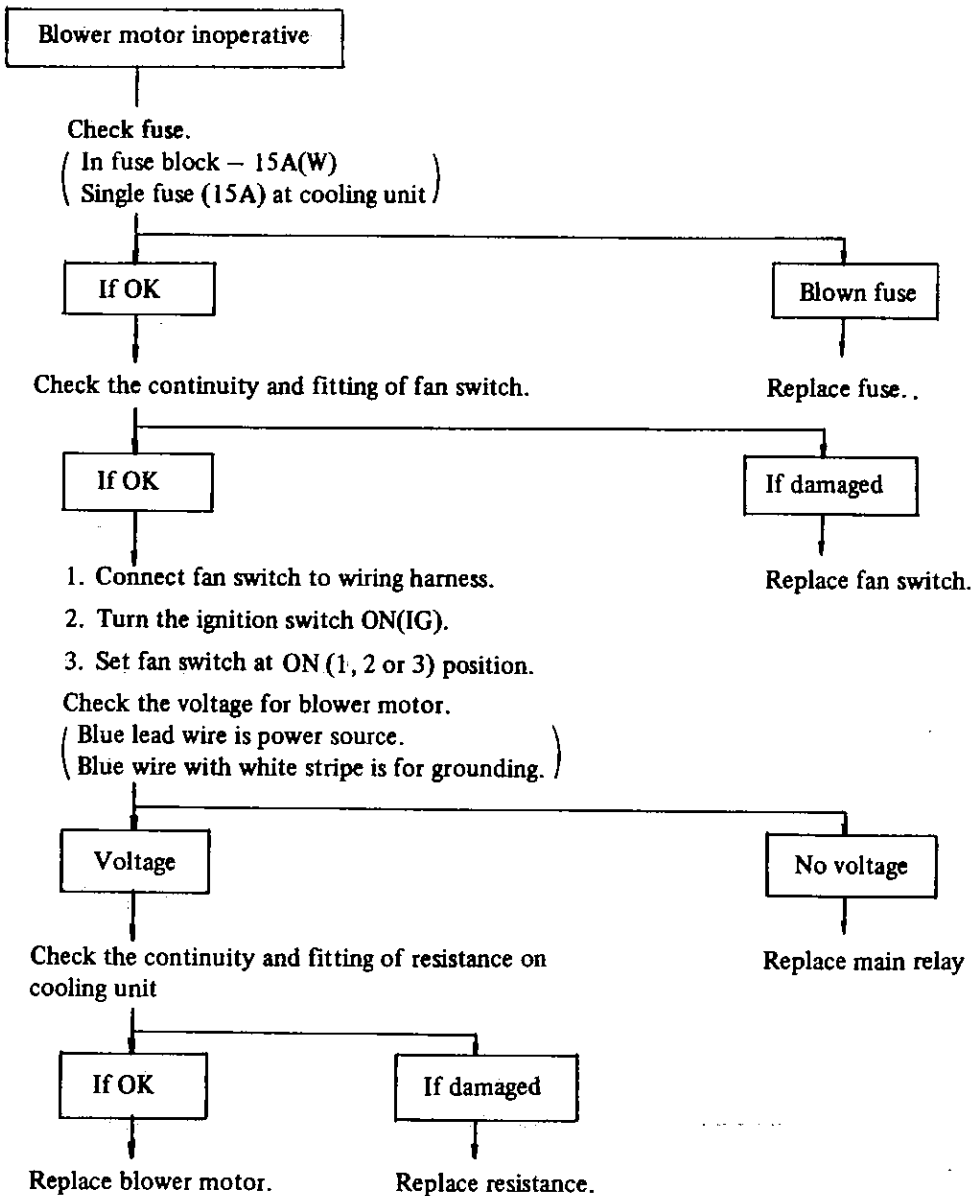 Blower motor inoperative
Check fuse.
( In fuse block – 15A(W) )
( Single fuse (15A) at cooling unit )
If OK
Blown fuse
Check the continuity and fitting of fan switch.
Replace fuse..
If OK
If damaged
1. Connect fan switch to wiring harness.
Replace fan switch.
2. Turn the ignition switch ON(IG).
3. Set fan switch at ON (1, 2 or 3) position.
Check the voltage for blower motor.
( Blue lead wire is power source. )
( Blue wire with white stripe is for grounding. )
Voltage
No voltage
Check the continuity and fitting of resistance on
cooling unit
Replace main relay
If OK
If damaged
Replace blower motor.
Replace resistance.